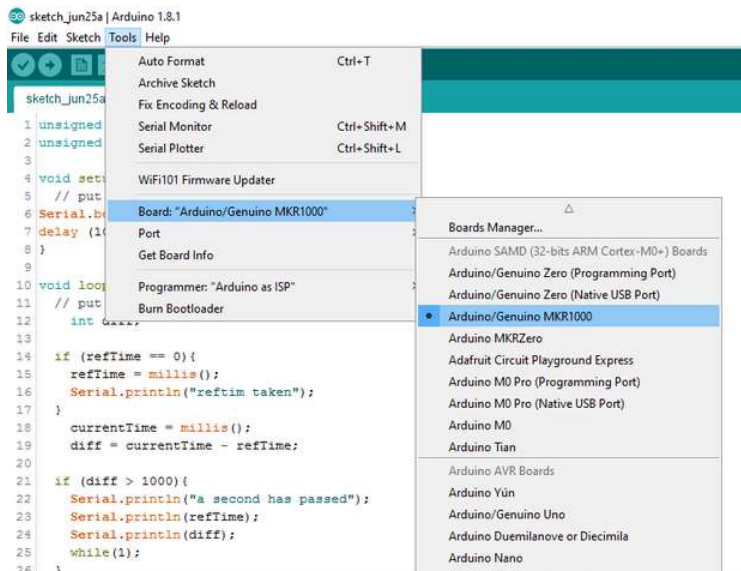 sketch_jun25a | Arduino 1.8.1
File Edit Sketch Tools Help
sketch_jun25a
Auto Format Ctrl+T
Archive Sketch
Fix Encoding & Reload
Serial Monitor Ctrl+Shift+M
Serial Plotter Ctrl+Shift+L
WiFi101 Firmware Updater
Board: "Arduino/Genuino MKR1000"
Port
Get Board Info
Programmer: "Arduino as ISP"
Burn Bootloader
Boards Manager...
Arduino SAMD (32-bits ARM Cortex-M0+) Boards
Arduino/Genuino Zero (Programming Port)
Arduino/Genuino Zero (Native USB Port)
Arduino/Genuino MKR1000
Arduino MKRZero
Adafruit Circuit Playground Express
Arduino M0 Pro (Programming Port)
Arduino M0 Pro (Native USB Port)
Arduino M0
Arduino Tian
Arduino AVR Boards
Arduino Yún
Arduino/Genuino Uno
Arduino Duemilanove or Diecimila
Arduino Nano
1 unsigned
2 unsigned
3
4 void
5 // put
6
7 delay
8 }
9
10 void loop
11 // put
12 int
13
14 if (refTime == 0){
15 refTime = millis();
16 Serial.println("reftim taken");
17 }
18 currentTime = millis();
19 diff = currentTime - refTime;
20
21 if (diff > 1000){
22 Serial.println("a second has passed");
23 Serial.println(refTime);
24 Serial.println(diff);
25 while(1);